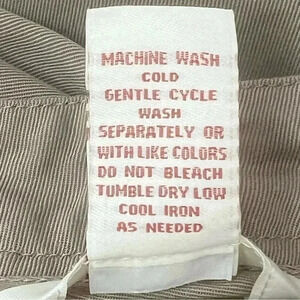 MACHINE WASH
COLD
GENTLE CYCLE
WASH
SEPARATELY OR
WITH LIKE COLORS
DO NOT BLEACH
TUMBLE DRY LOW
COOL IRON
AS NEEDED